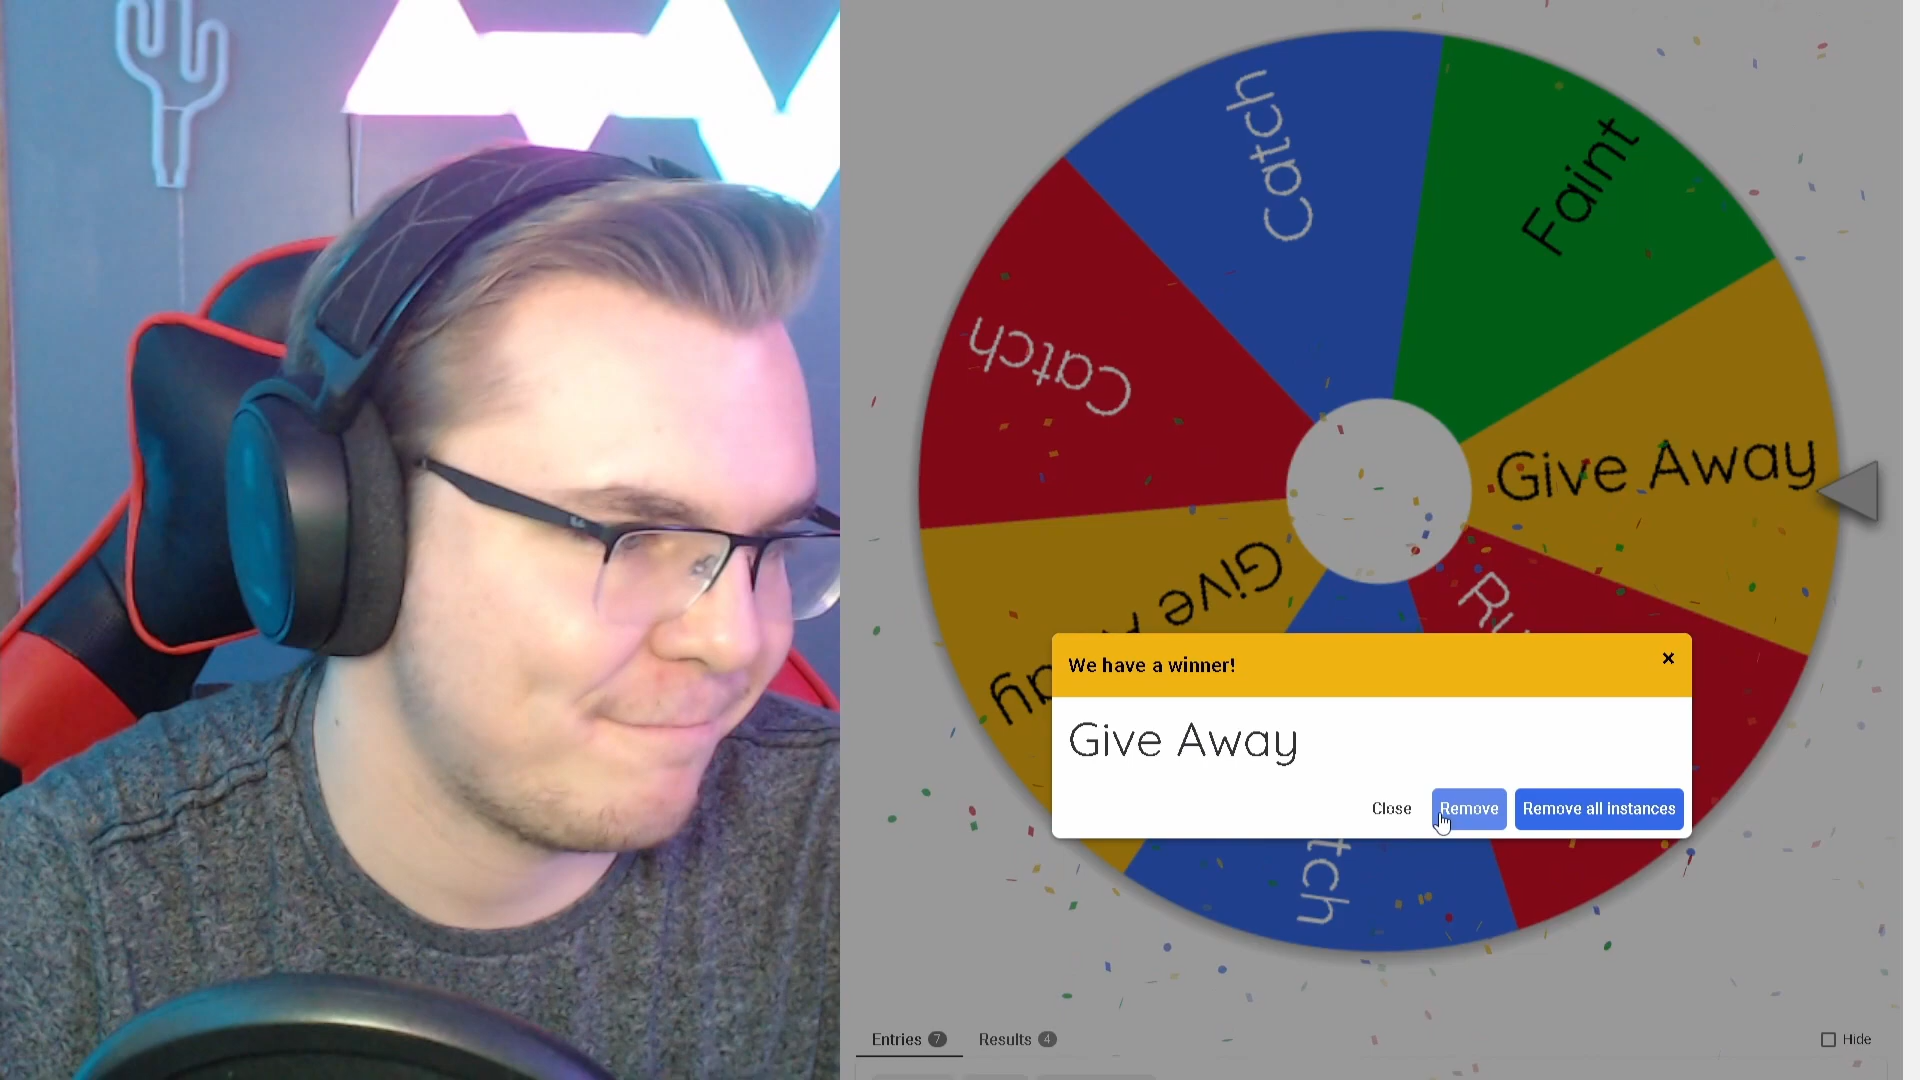 Catch
Faint
Catch
Give Away
Give
We have a winner!
×
Give Away
Close
Remove
Remove all instances
Entries 7
Results 4
Hide